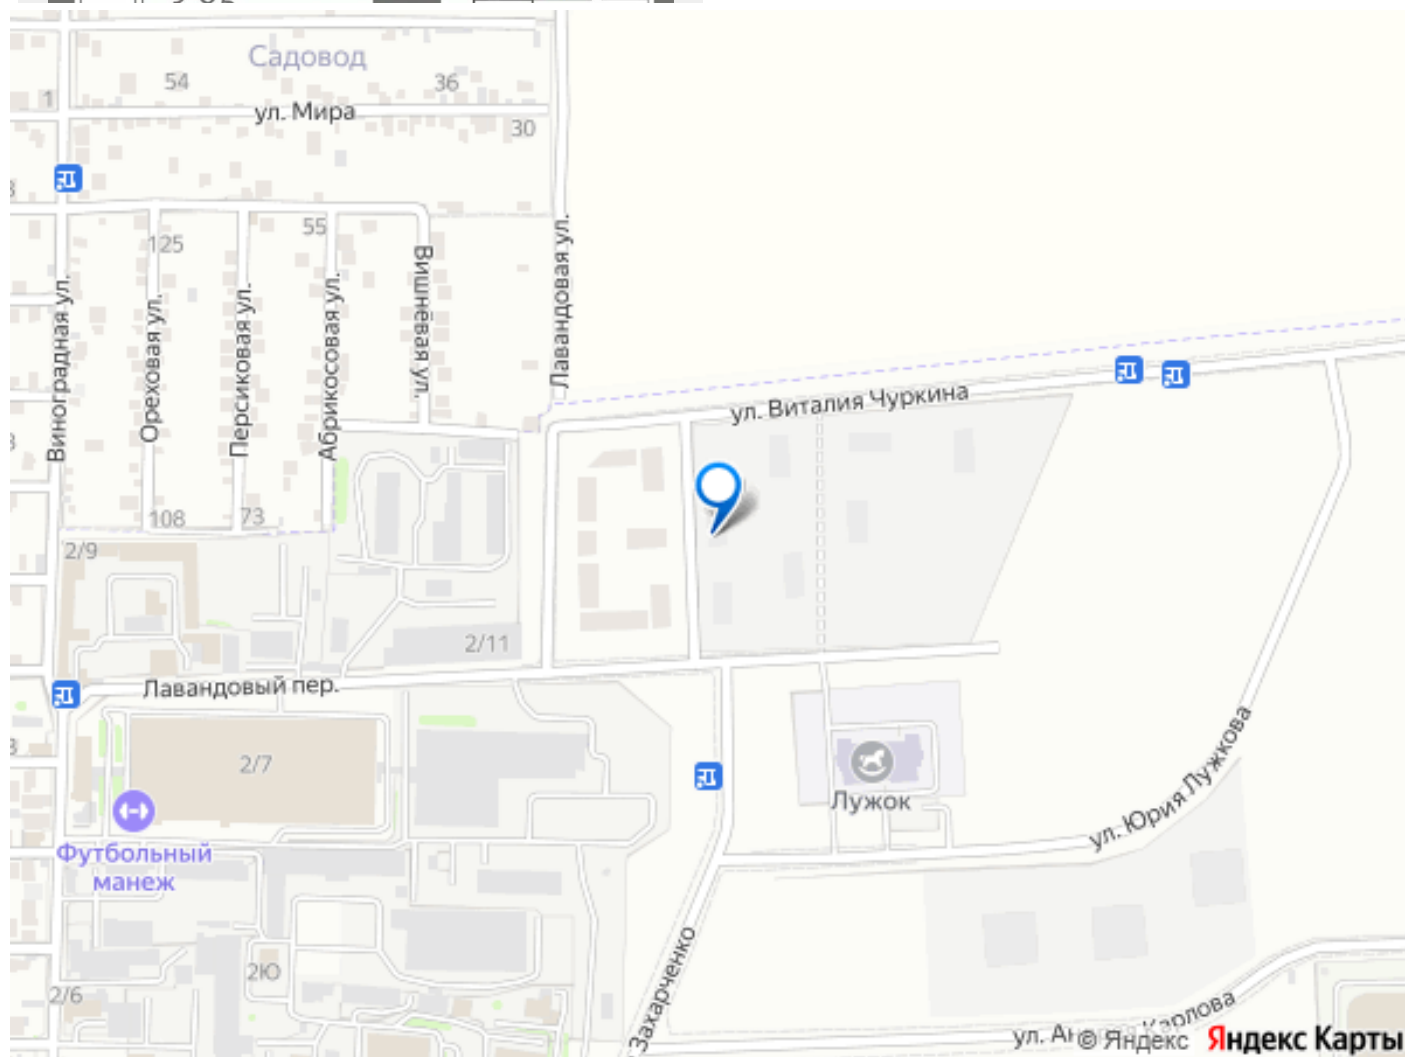 Садовод
54
36
1
ул. Мира
30
125
55
Виноградная ул.
Ореховая ул.
Персиковая ул.
Абрикосовая ул.
Вишнёвая ул.
Лавандовая ул.
ул. Виталия Чуркина
108
73
2/9
2/11
Лавандовый пер.
2/7
Лужок
ул. Юрия Лужкова
Футбольный
манеж
2Ю
2/6
Захарченко
© Яндекс Яндекс Карты